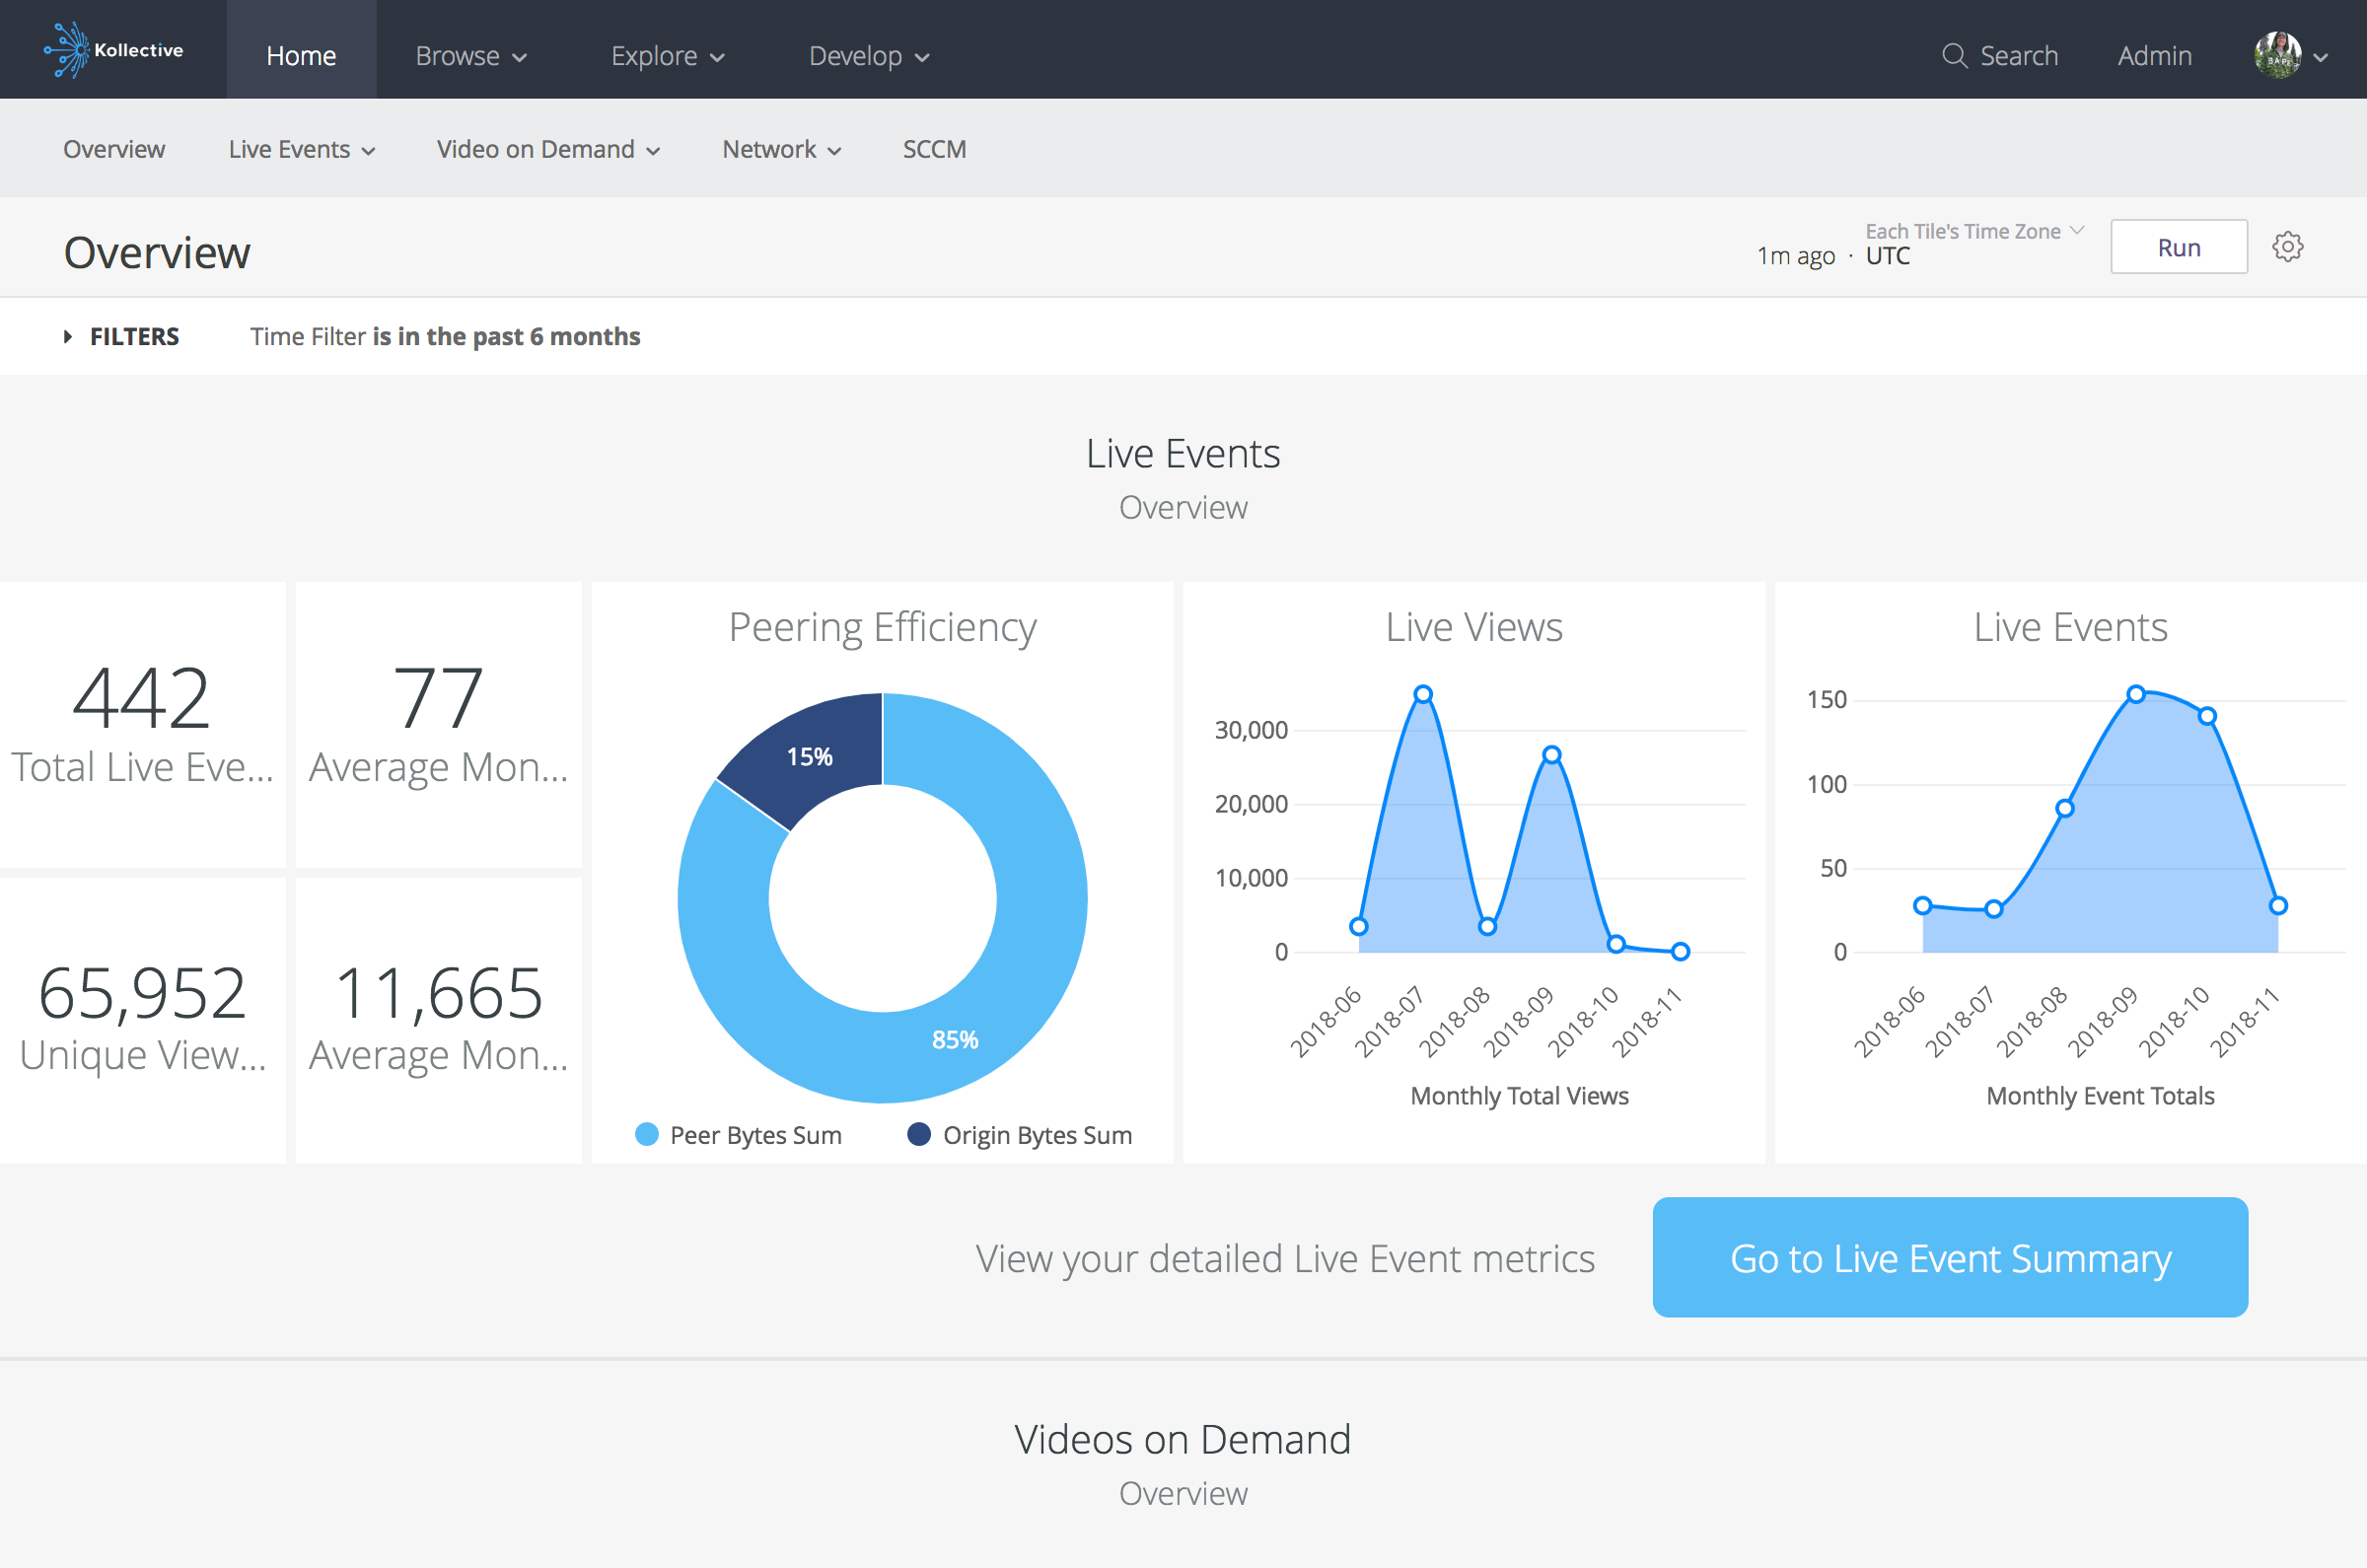 Kollective
Home
Browse
Explore
Develop
Search
Admin
Overview
Live Events
Video on Demand
Network
SCCM
Overview
1m ago · 
Each Tile's Time Zone
UTC
Run
FILTERS
Time Filter is in the past 6 months
Live Events
Overview
442
Total Live Eve...
77
Average Mon...
65,952
Unique View...
11,665
Average Mon...
Peering Efficiency
15%
85%
Peer Bytes Sum
Origin Bytes Sum
Live Views
30,000
20,000
10,000
0
2018-06
2018-07
2018-08
2018-09
2018-10
2018-11
Monthly Total Views
Live Events
150
100
50
0
2018-06
2018-07
2018-08
2018-09
2018-10
2018-11
Monthly Event Totals
View your detailed Live Event metrics
Go to Live Event Summary
Videos on Demand
Overview